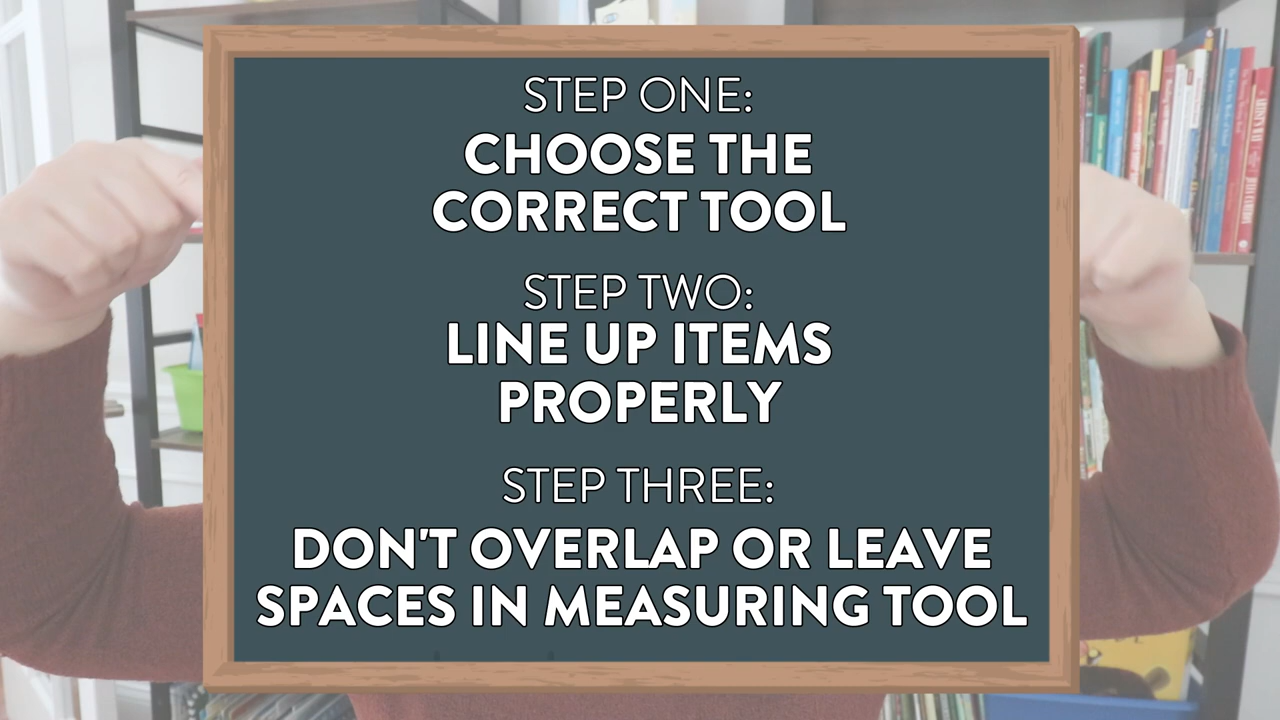 STEP ONE:
CHOOSE THE
CORRECT TOOL
STEP TWO:
LINE UP ITEMS
PROPERLY
STEP THREE:
DON'T OVERLAP OR LEAVE
SPACES IN MEASURING TOOL